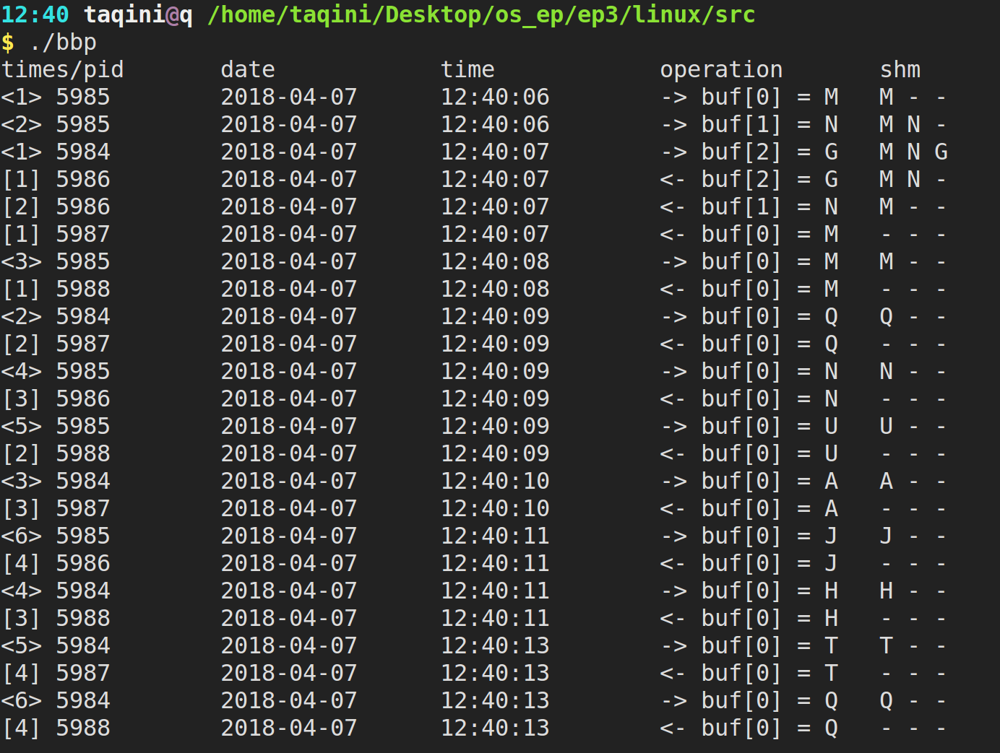 12:40 taqini@q /home/taqini/Desktop/os_ep/ep3/linux/src
$ ./bbp
times/pid       date            time            operation       shm
<1> 5985        2018-04-07      12:40:06        -> buf[0] = M   M - -
<2> 5985        2018-04-07      12:40:06        -> buf[1] = N   M N -
<1> 5984        2018-04-07      12:40:07        -> buf[2] = G   M N G
[1] 5986        2018-04-07      12:40:07        <- buf[2] = G   M N -
[2] 5986        2018-04-07      12:40:07        <- buf[1] = N   M - -
[1] 5987        2018-04-07      12:40:07        <- buf[0] = M   - - -
<3> 5985        2018-04-07      12:40:08        -> buf[0] = M   M - -
[1] 5988        2018-04-07      12:40:08        <- buf[0] = M   - - -
<2> 5984        2018-04-07      12:40:09        -> buf[0] = Q   Q - -
[2] 5987        2018-04-07      12:40:09        <- buf[0] = Q   - - -
<4> 5985        2018-04-07      12:40:09        -> buf[0] = N   N - -
[3] 5986        2018-04-07      12:40:09        <- buf[0] = N   - - -
<5> 5985        2018-04-07      12:40:09        -> buf[0] = U   U - -
[2] 5988        2018-04-07      12:40:09        <- buf[0] = U   - - -
<3> 5984        2018-04-07      12:40:10        -> buf[0] = A   A - -
[3] 5987        2018-04-07      12:40:10        <- buf[0] = A   - - -
<6> 5985        2018-04-07      12:40:11        -> buf[0] = J   J - -
[4] 5986        2018-04-07      12:40:11        <- buf[0] = J   - - -
<4> 5984        2018-04-07      12:40:11        -> buf[0] = H   H - -
[3] 5988        2018-04-07      12:40:11        <- buf[0] = H   - - -
<5> 5984        2018-04-07      12:40:13        -> buf[0] = T   T - -
[4] 5987        2018-04-07      12:40:13        <- buf[0] = T   - - -
<6> 5984        2018-04-07      12:40:13        -> buf[0] = Q   Q - -
[4] 5988        2018-04-07      12:40:13        <- buf[0] = Q   - - -